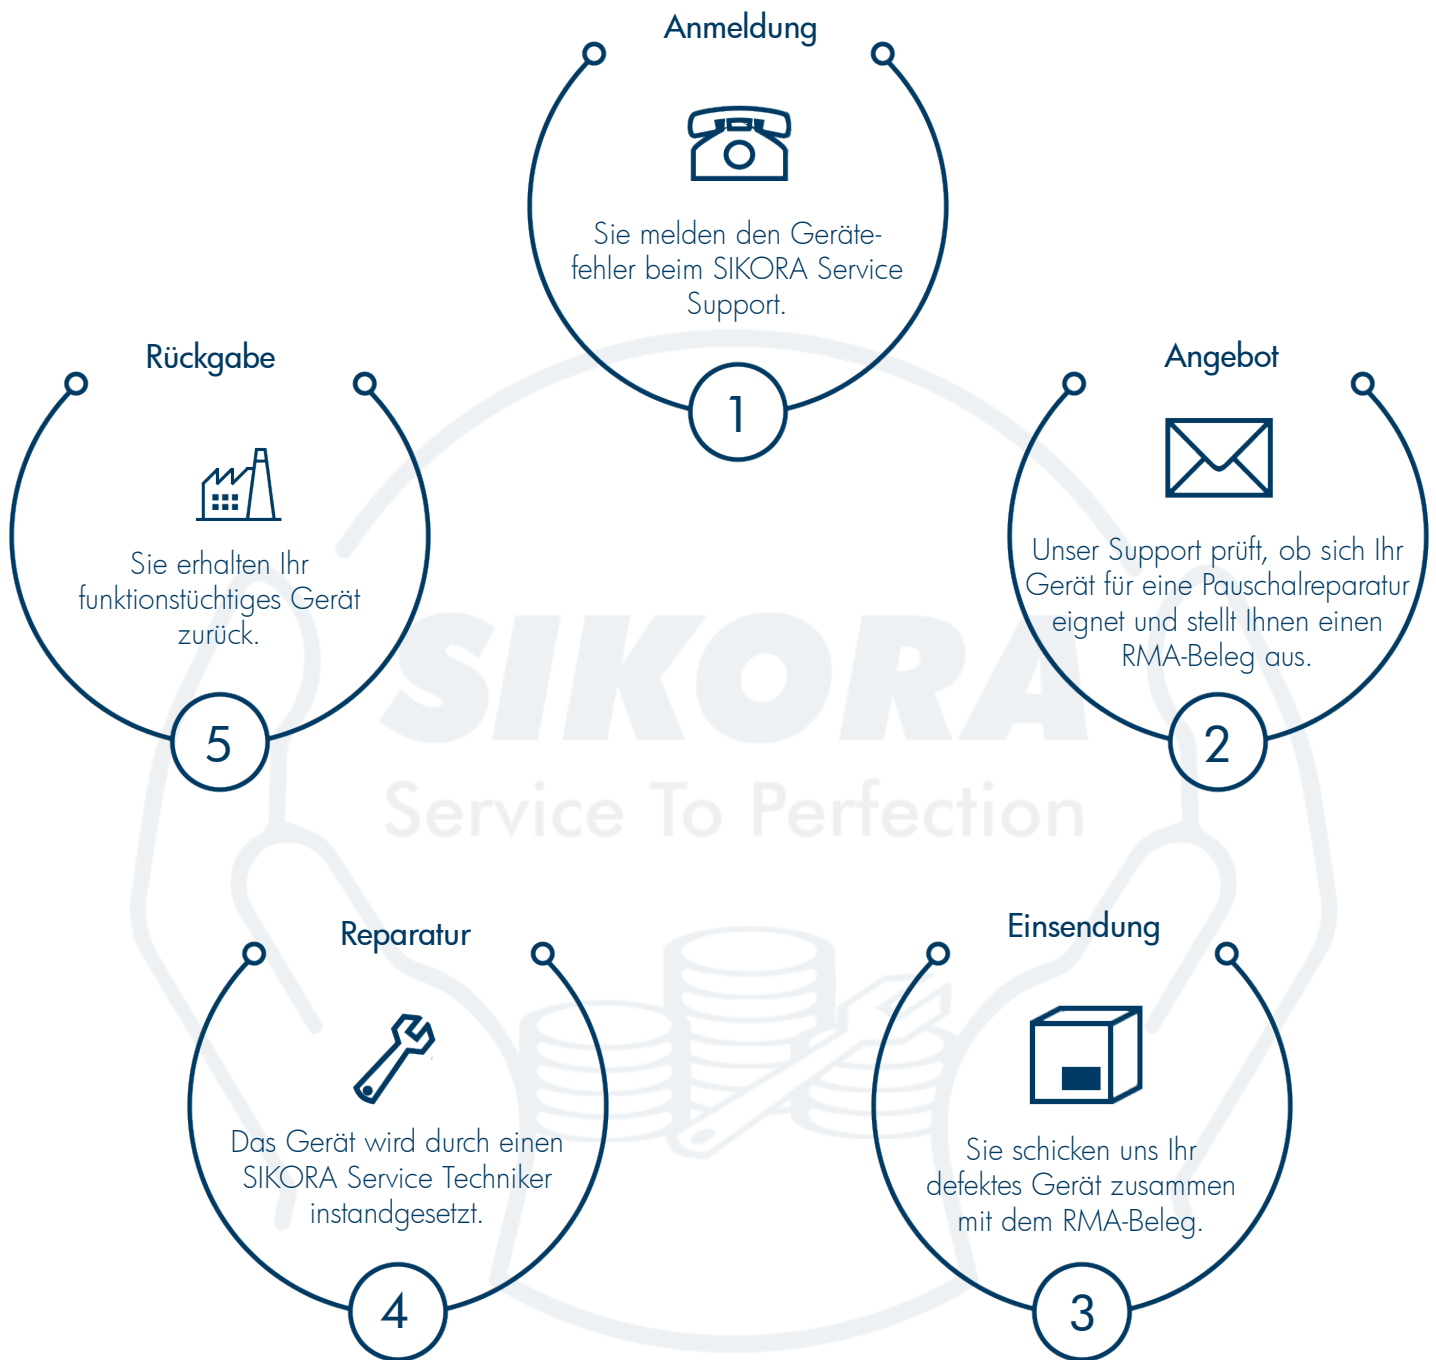 Anmeldung
Sie melden den Geräte-
fehler beim SIKORA Service
Support.
1
Angebot
Unser Support prüft, ob sich Ihr
Gerät für eine Pauschalreparatur
eignet und stellt Ihnen einen
RMA-Beleg aus.
2
Einsendung
Sie schicken uns Ihr
defektes Gerät zusammen
mit dem RMA-Beleg.
3
Reparatur
Das Gerät wird durch einen
SIKORA Service Techniker
instandgesetzt.
4
Rückgabe
Sie erhalten Ihr
funktionstüchtiges Gerät
zurück.
5
SIKORA
Service To Perfection